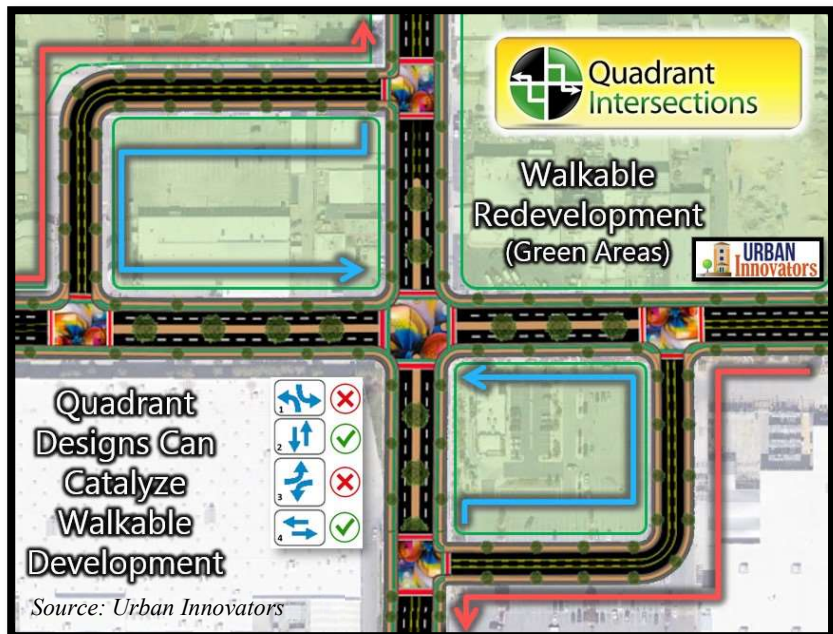 Quadrant
Intersections
Walkable
Redevelopment
(Green Areas)
URBAN
Innovators
Quadrant
Designs Can
Catalyze
Walkable
Development
1
2
3
4
Source: Urban Innovators